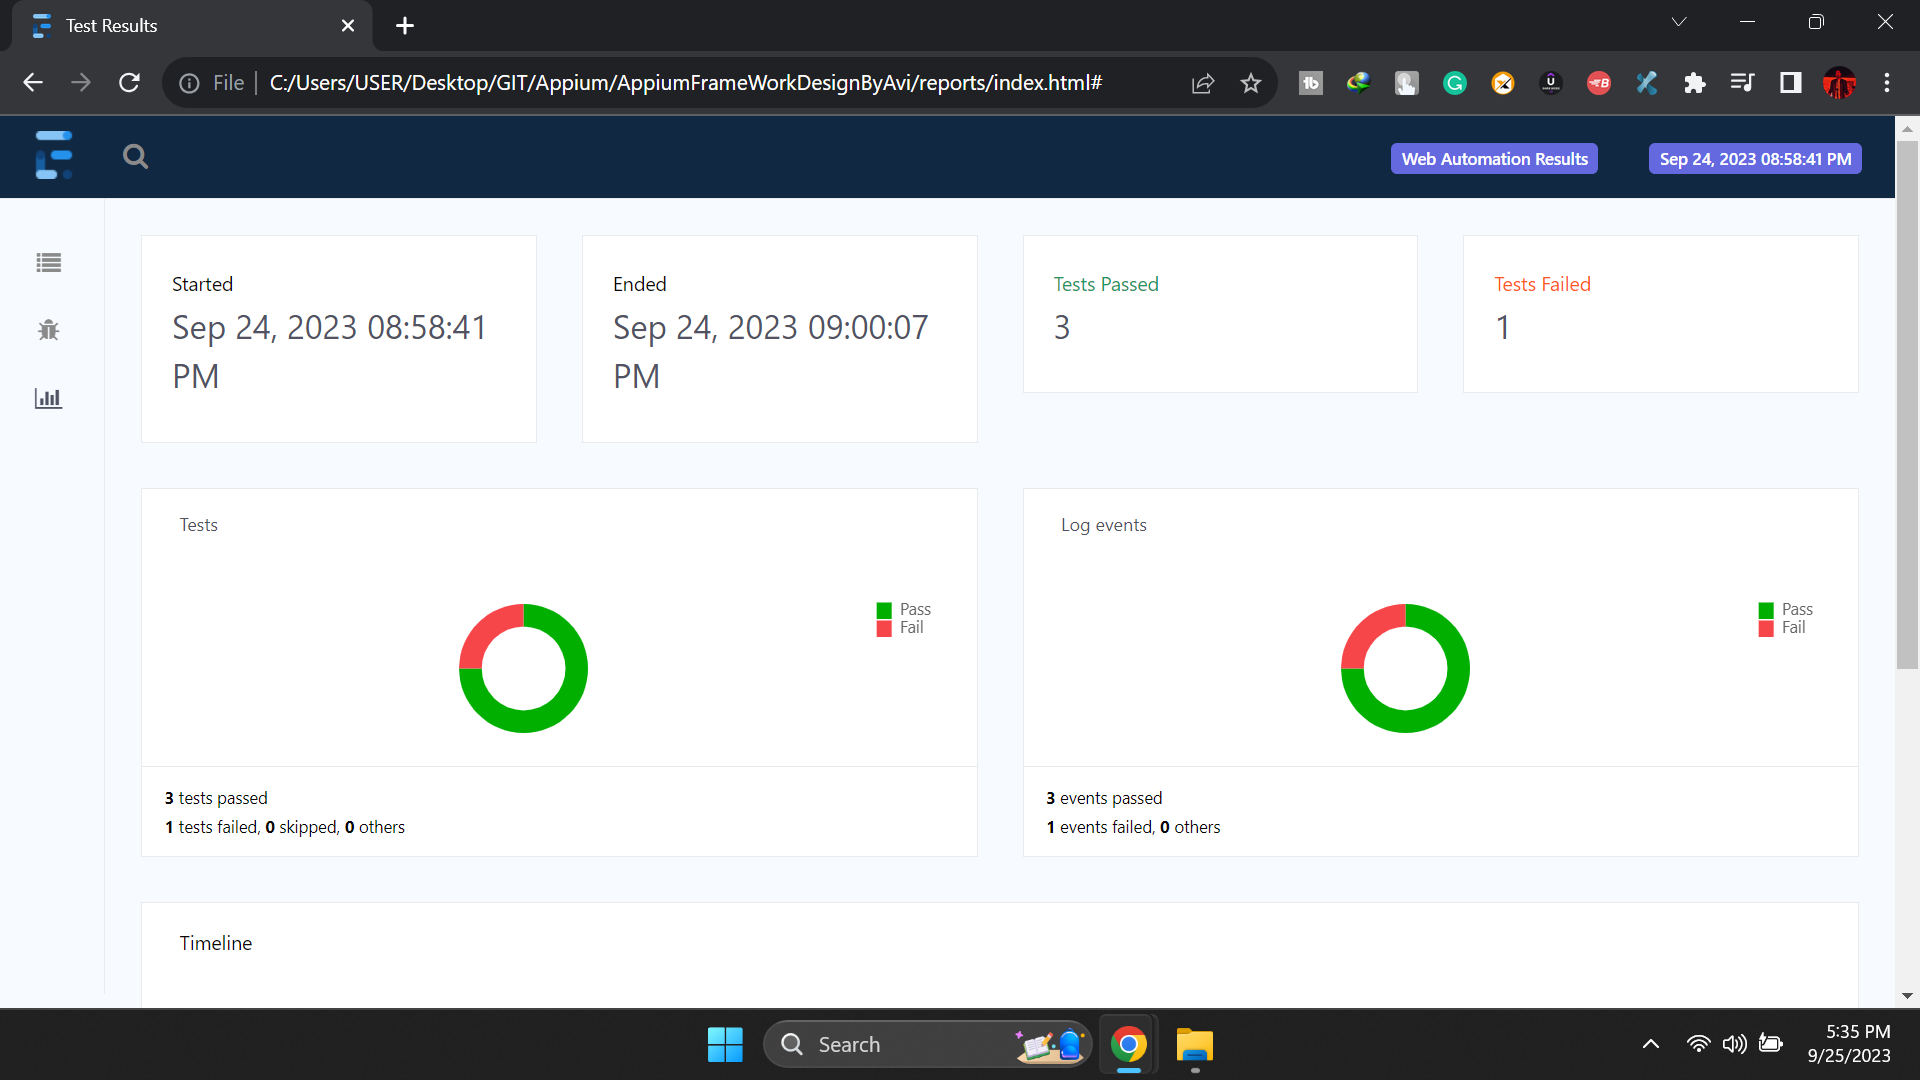 Test Results
File
C:/Users/USER/Desktop/GIT/Appium/AppiumFrameWorkDesignByAvi/reports/index.html#
Web Automation Results
Sep 24, 2023 08:58:41 PM
Started
Sep 24, 2023 08:58:41
PM
Ended
Sep 24, 2023 09:00:07
PM
Tests Passed
3
Tests Failed
1
Tests
Pass
Fail
3 tests passed
1 tests failed, 0 skipped, 0 others
Log events
Pass
Fail
3 events passed
1 events failed, 0 others
Timeline
Search
5:35 PM
9/25/2023